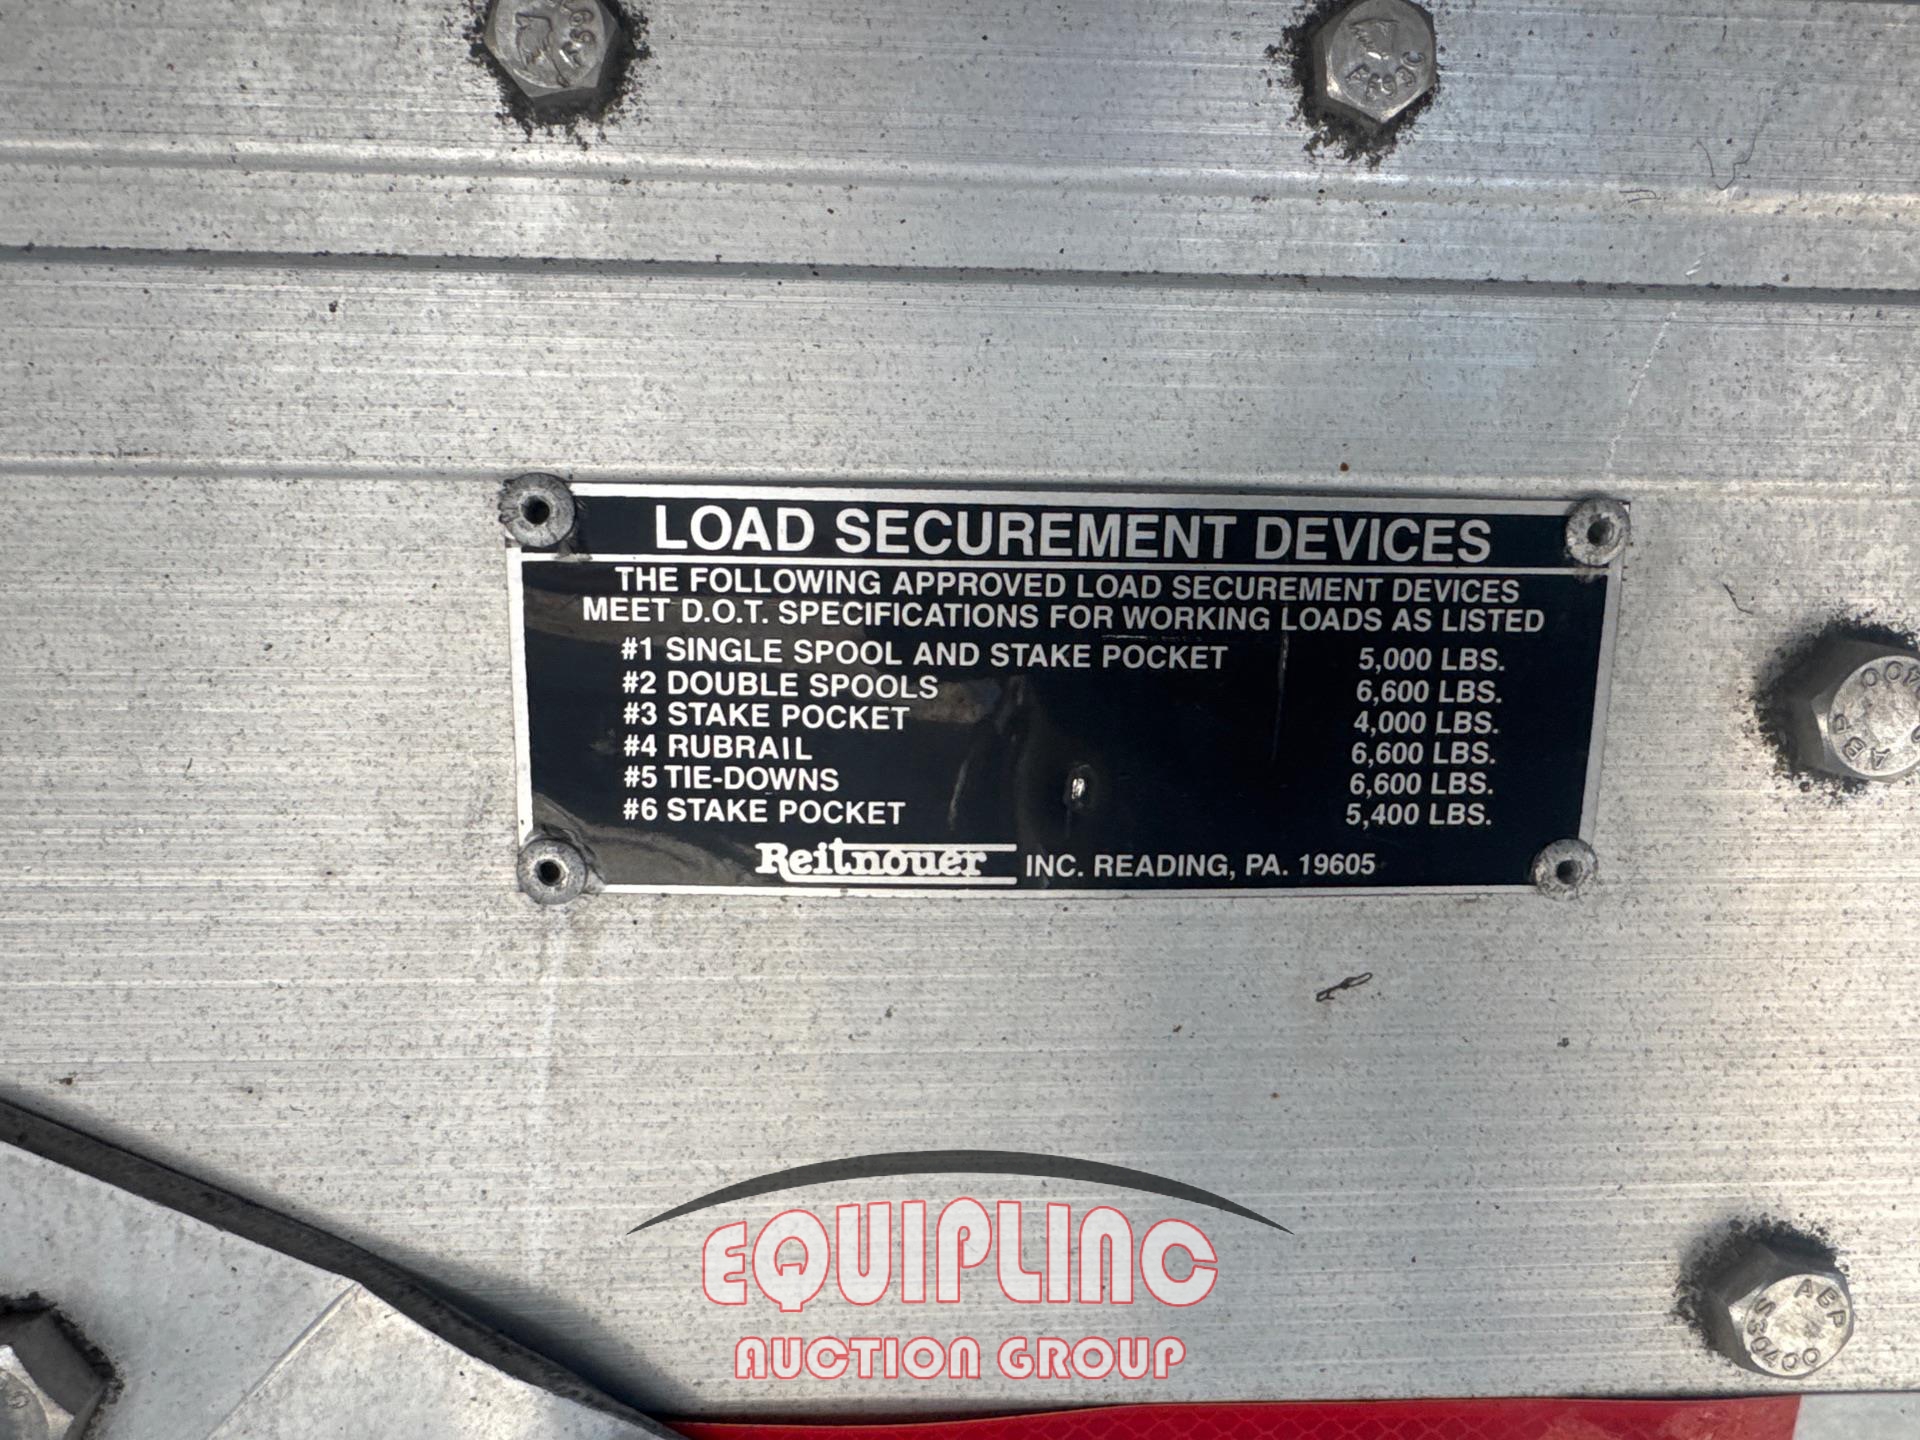 F593C
LOAD SECUREMENT DEVICES
THE FOLLOWING APPROVED LOAD SECUREMENT DEVICES
MEET D.O.T. SPECIFICATIONS FOR WORKING LOADS AS LISTED
#1 SINGLE SPOOL AND STAKE POCKET 5,000 LBS.
#2 DOUBLE SPOOLS 6,600 LBS.
#3 STAKE POCKET 4,000 LBS.
#4 RUBRAIL 6,600 LBS.
#5 TIE-DOWNS 6,600 LBS.
#6 STAKE POCKET 5,400 LBS.
Reitnouer INC. READING, PA. 19605
ABP
S30400
EQUIPLINC
AUCTION GROUP